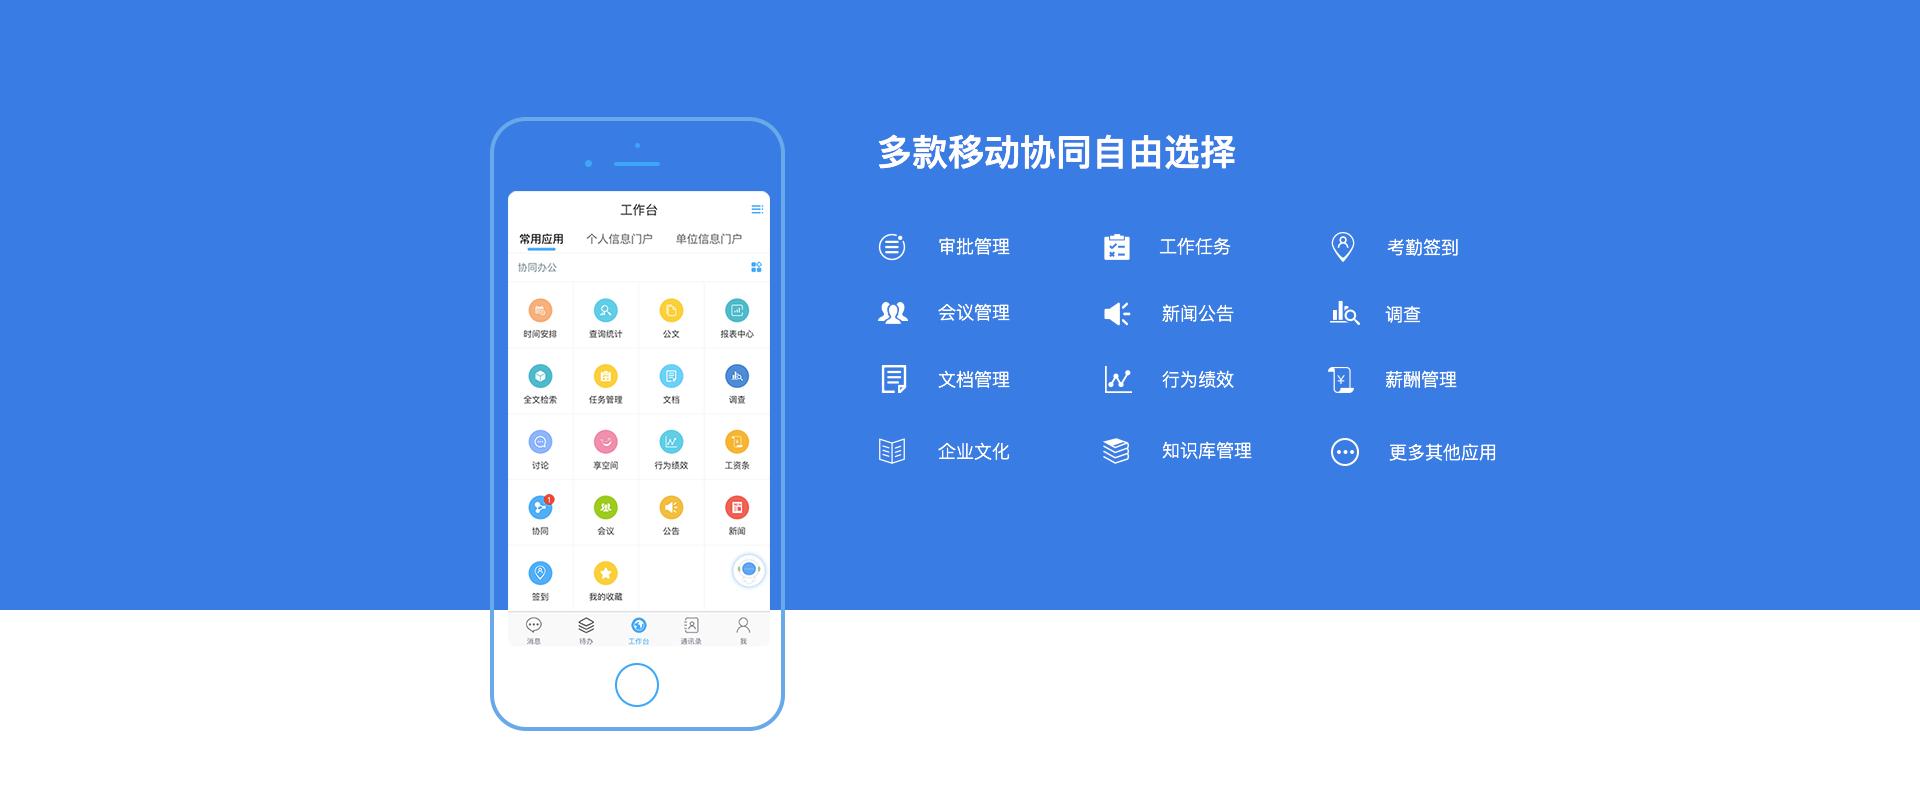 多款移动协同自由选择
审批管理 工作任务 考勤签到
会议管理 新闻公告 调查
文档管理 行为绩效 薪酬管理
企业文化 知识库管理 更多其他应用
工作台
常用应用 个人信息门户 单位信息门户
协同办公
时间安排 查询统计 公文 报表中心
全文检索 任务管理 文档 调查
讨论 享空间 行为绩效 工资条
1
协同 会议 公告 新闻
签到 我的收藏
消息 待办 工作台 通讯录 我